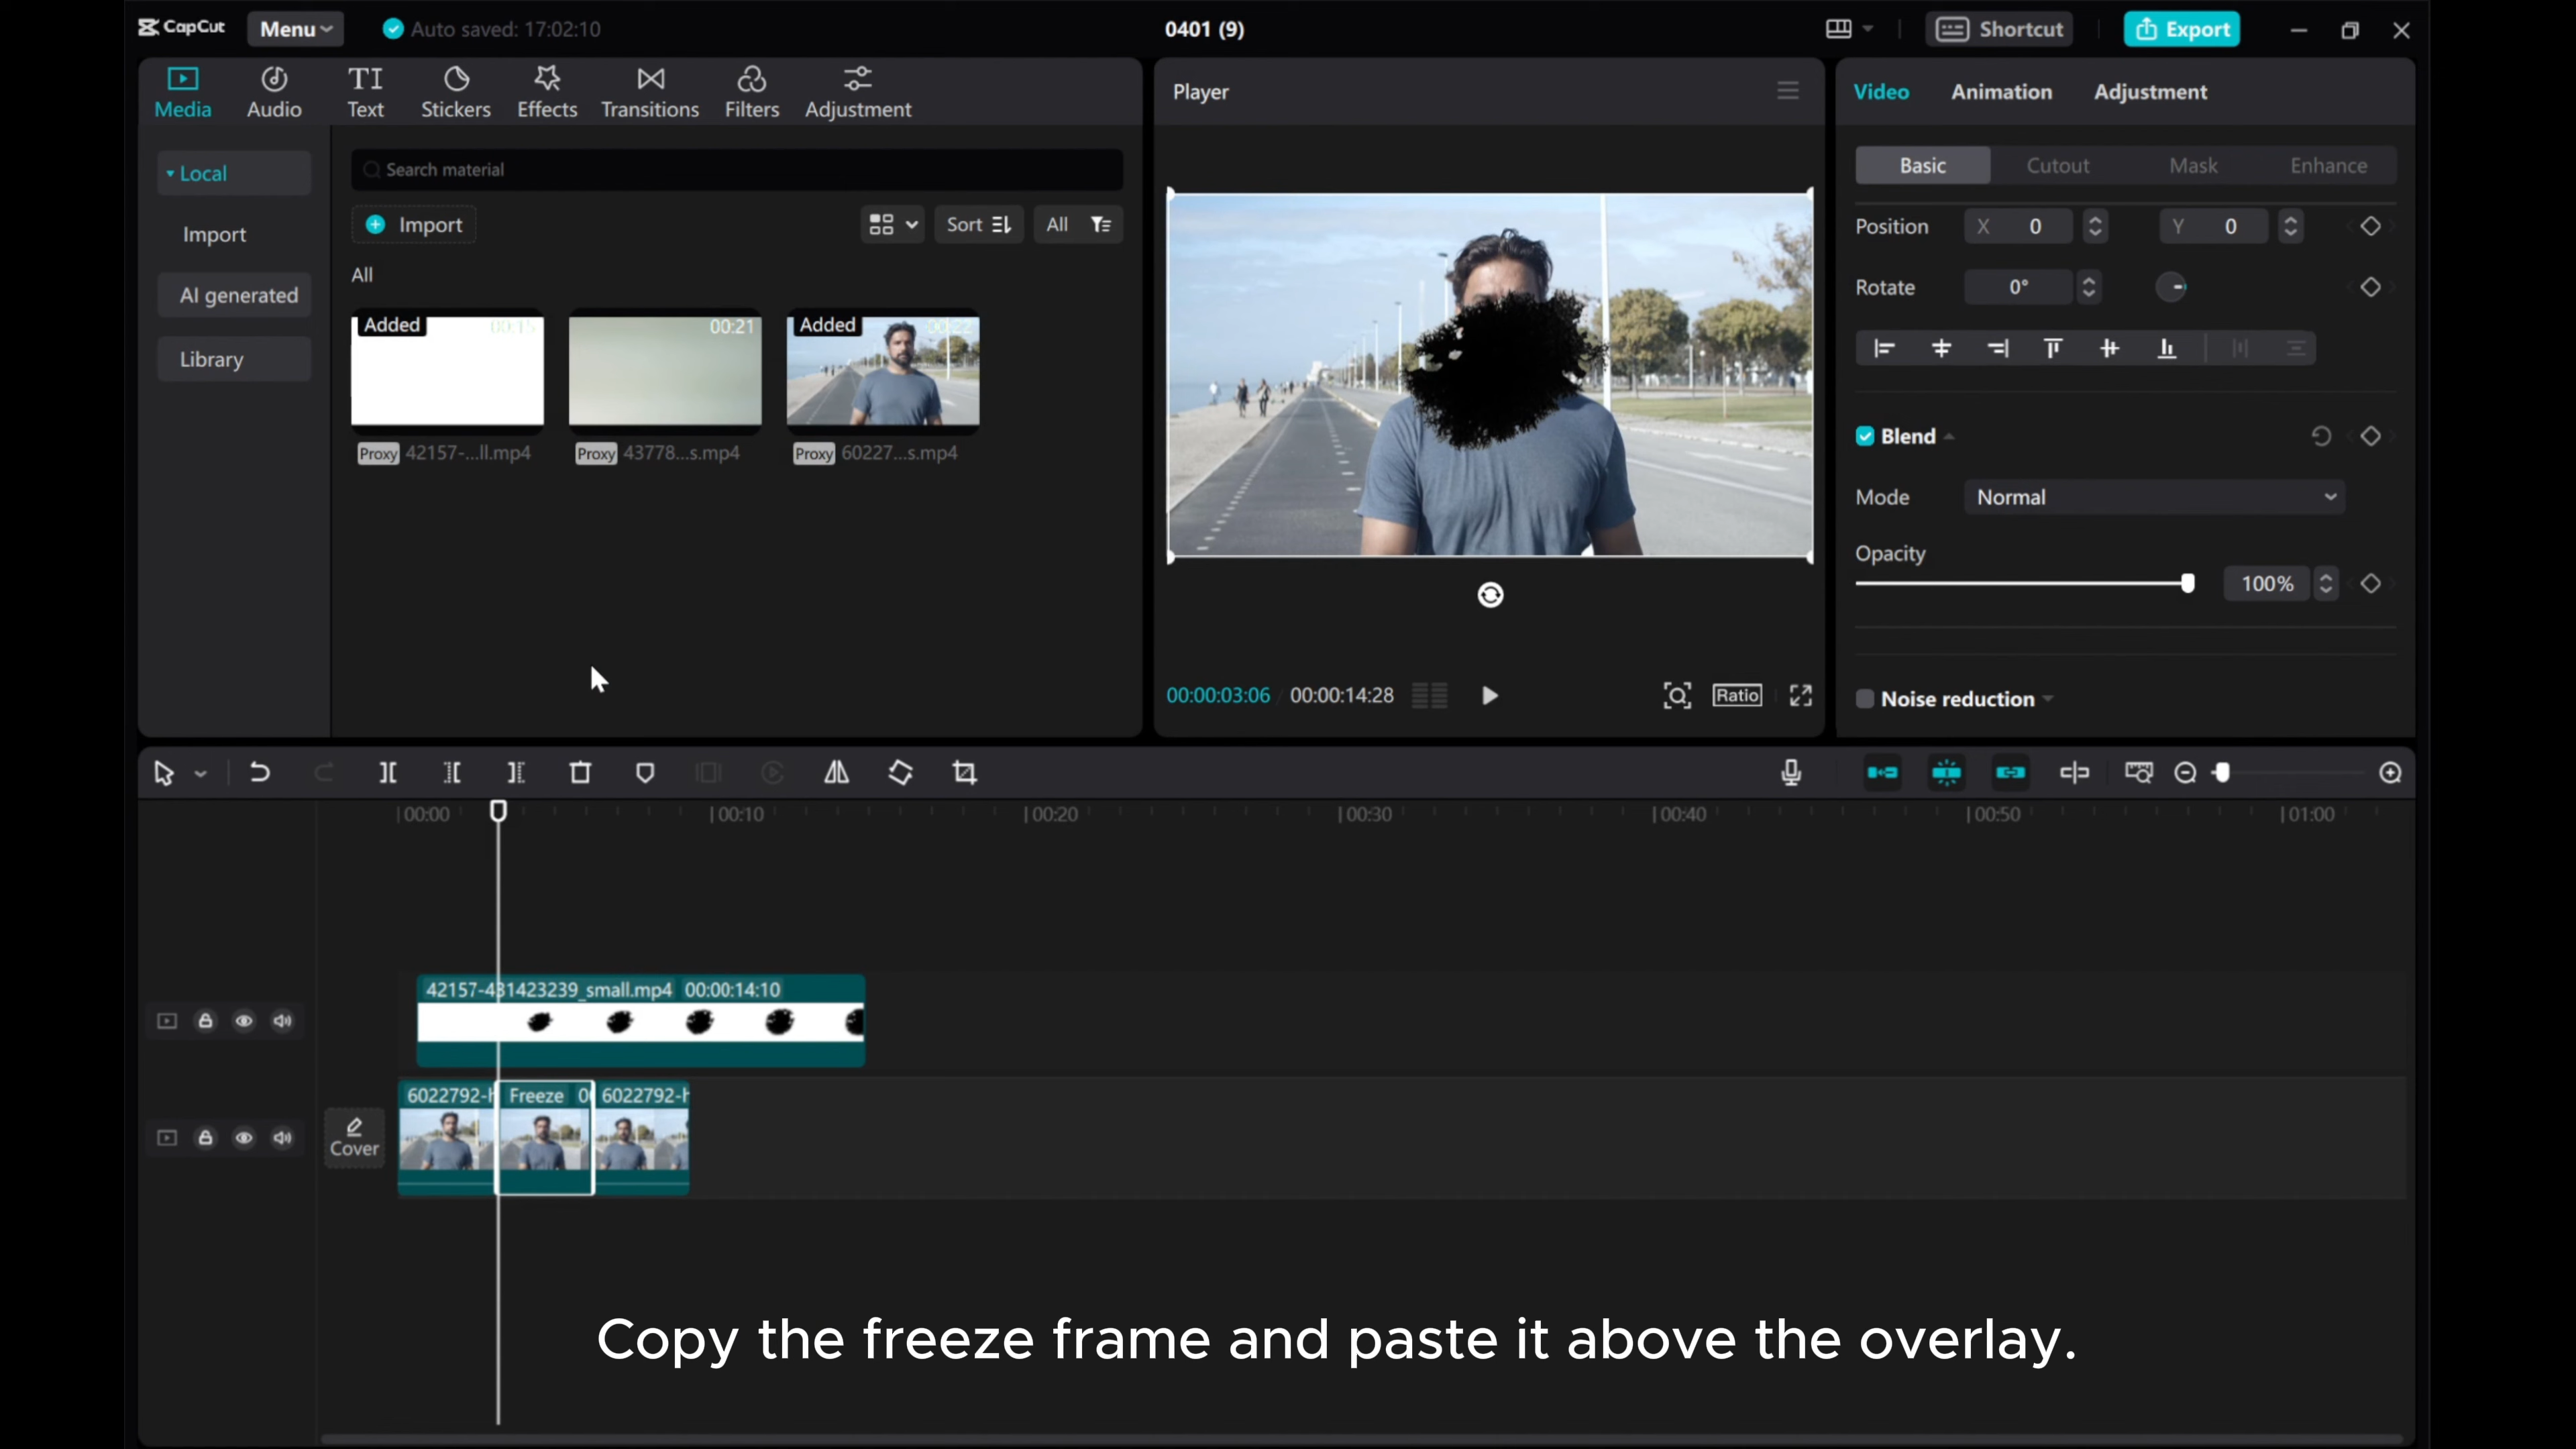 CapCut
Menu
Auto saved: 17:02:10
0401 (9)
Shortcut
Export
Media
Audio
TI
Text
Stickers
Effects
Transitions
Filters
Adjustment
Player
Video
Animation
Adjustment
Local
Import
AI generated
Library
Search material
Import
Sort
All
All
Added
00:15
00:21
Added
00:22
Proxy 42157-...ll.mp4
Proxy 43778...s.mp4
Proxy 60227...s.mp4
00:00:03:06 / 00:00:14:28
Ratio
Basic
Cutout
Mask
Enhance
Position
X 0
Y 0
Rotate
0°
Blend
Mode
Normal
Opacity
100%
Noise reduction
00:00
00:10
00:20
00:30
00:40
00:50
01:00
42157-431423239_small.mp4 00:00:14:10
Cover
6022792-h
Freeze 00
6022792-h
Copy the freeze frame and paste it above the overlay.